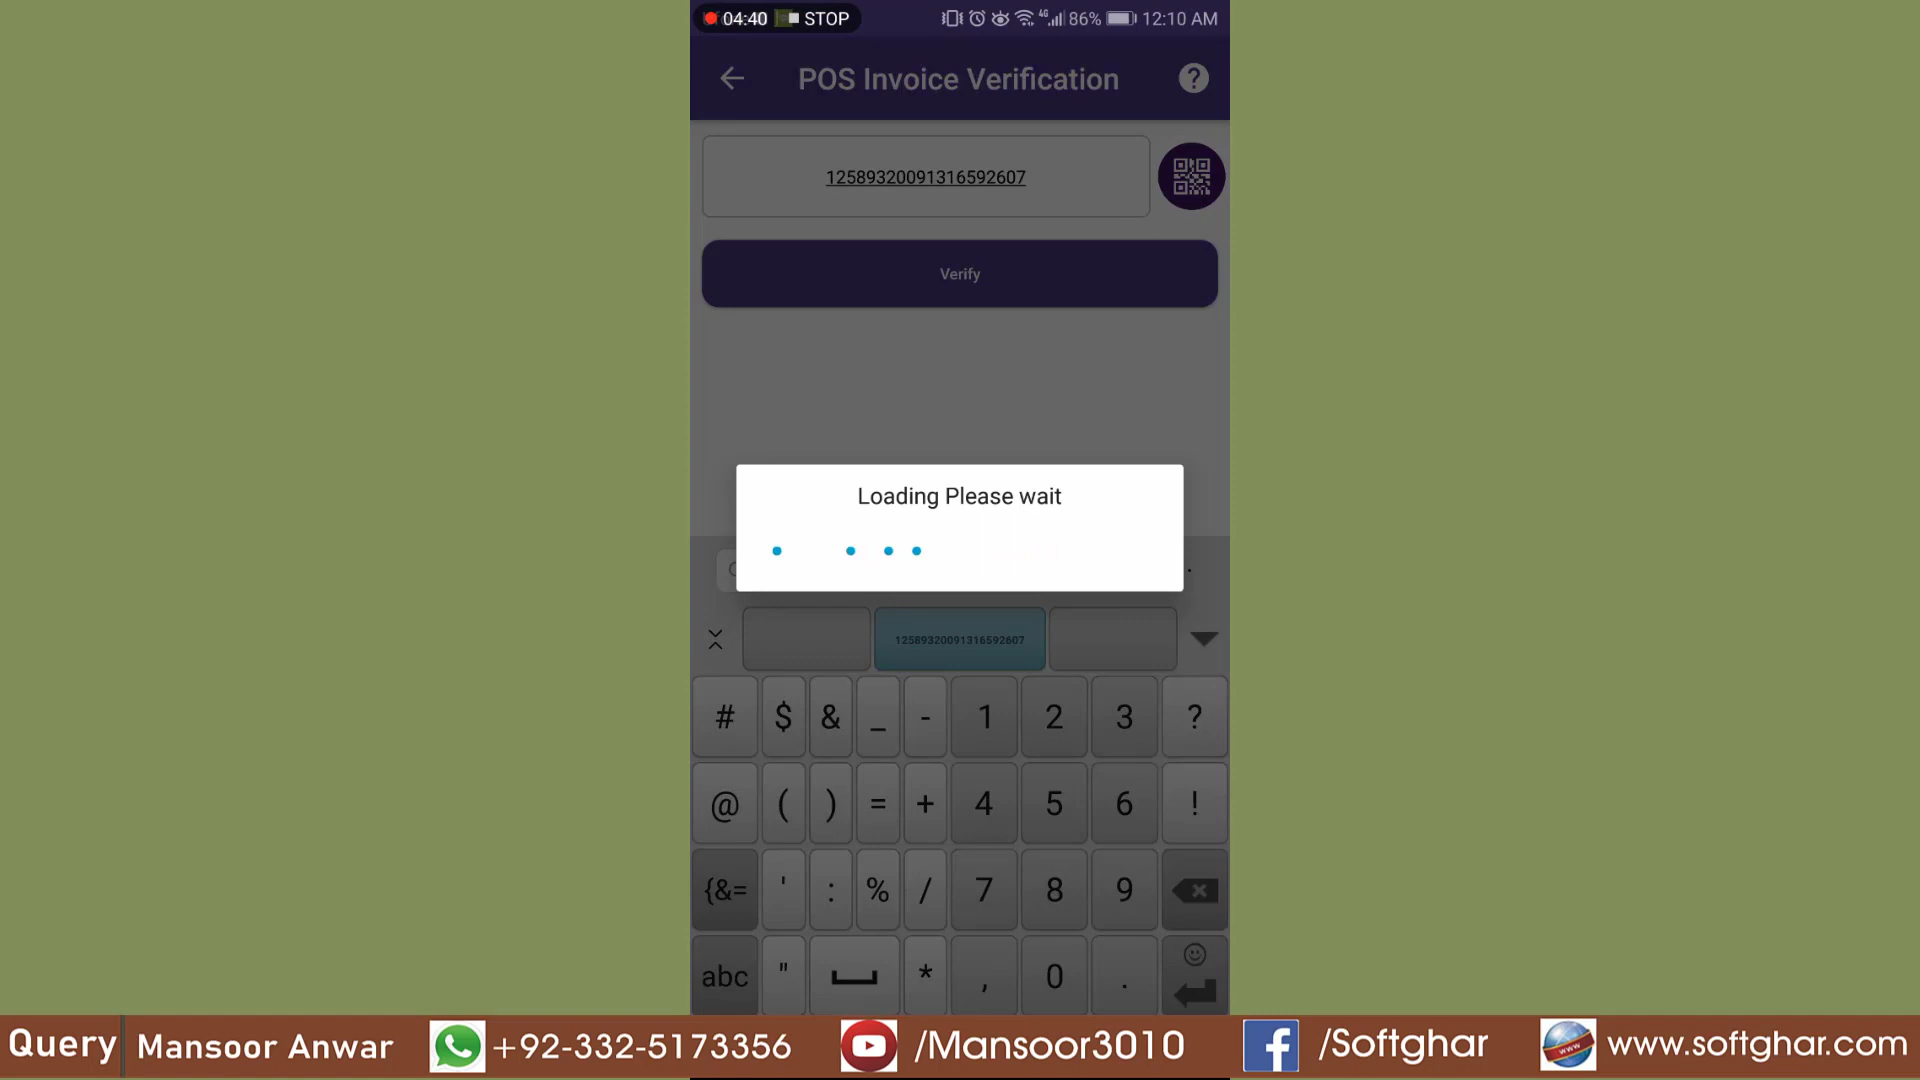 04:40 STOP 4G 86% 12:10 AM
POS Invoice Verification ?
12589320091316592607
Verify
Loading Please wait
12589320091316592607
# $ & _ - 1 2 3 ?
@ ( ) = + 4 5 6 !
{&= ' : % / 7 8 9
abc " * , 0 .
Query Mansoor Anwar +92-332-5173356 /Mansoor3010 f /Softghar www www.softghar.com